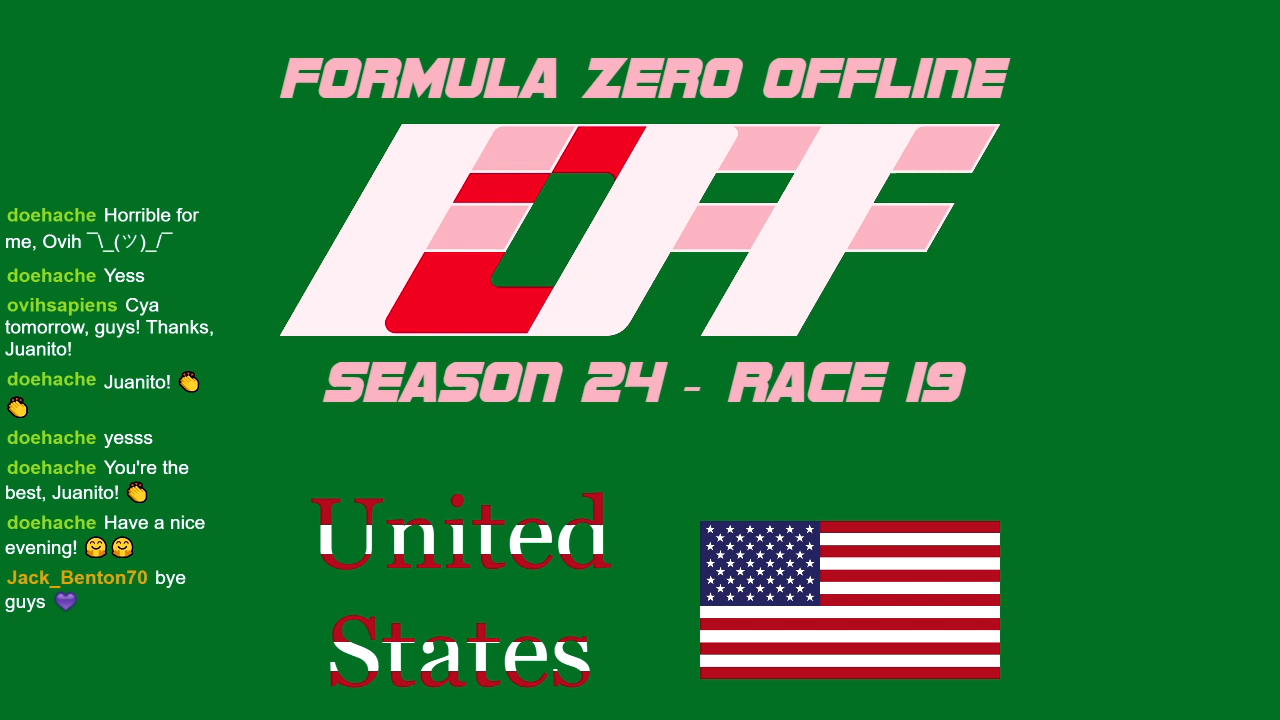 FORMULA ZERO OFFLINE
SEASON 24 - RACE 19
doehache Horrible for
me, Ovih ¯\_(ツ)_/¯
doehache Yess
ovihsapiens Cya
tomorrow, guys! Thanks,
Juanito!
doehache Juanito! 👏
👏
doehache yesss
doehache You're the
best, Juanito! 👏
doehache Have a nice
evening! 🤗 🤗
Jack_Benton70 bye
guys 💜
United
States